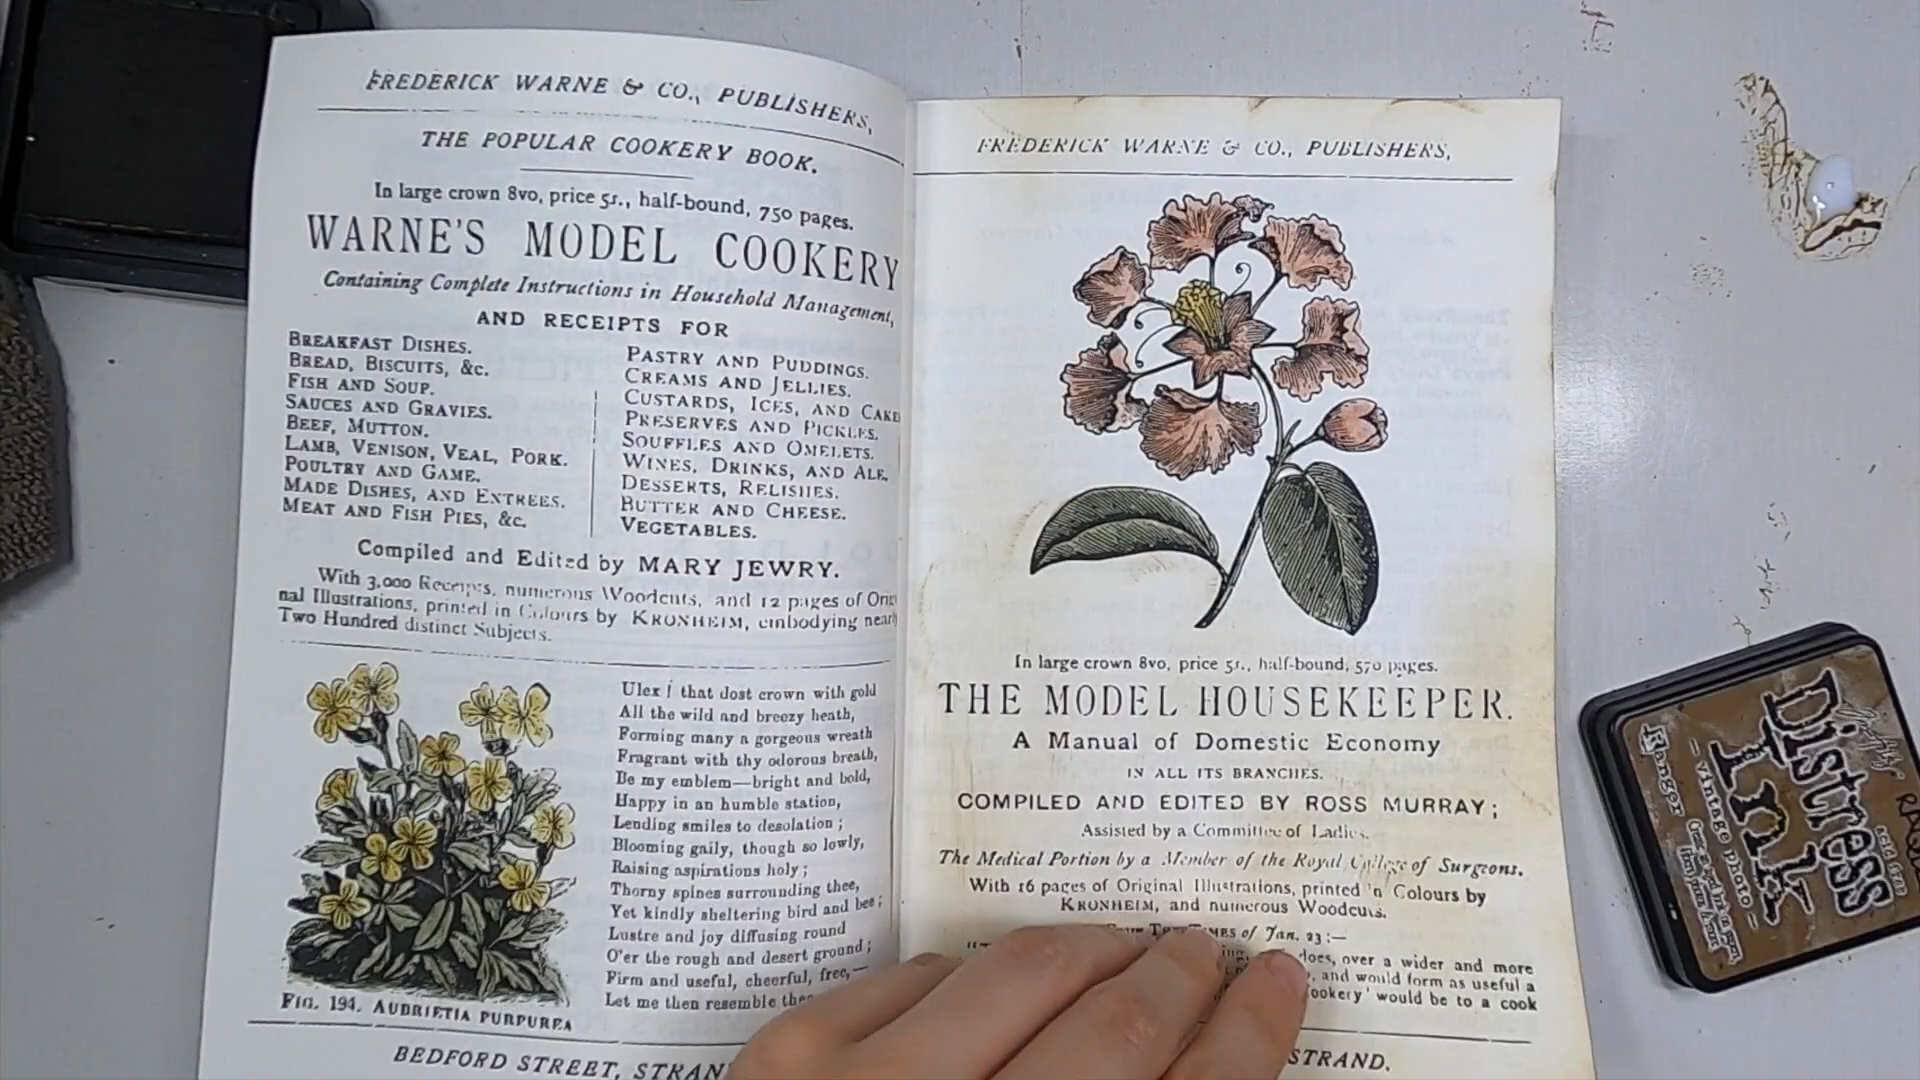 FREDERICK WARNE & CO., PUBLISHERS,
THE POPULAR COOKERY BOOK.
In large crown 8vo, price 5s., half-bound, 750 pages.
WARNE'S MODEL COOKERY
Containing Complete Instructions in Household Management,
AND RECEIPTS FOR
BREAKFAST DISHES.
BREAD, BISCUITS, &c.
FISH AND SOUP.
SAUCES AND GRAVIES.
BEEF, MUTTON.
LAMB, VENISON, VEAL, PORK.
POULTRY AND GAME.
MADE DISHES, AND ENTREES.
MEAT AND FISH PIES, &c.
PASTRY AND PUDDINGS.
CREAMS AND JELLIES.
CUSTARDS, ICES, AND CAKE
PRESERVES AND PICKLES.
SOUFFLES AND OMELETS.
WINES, DRINKS, AND ALE.
DESSERTS, RELISHES.
BUTTER AND CHEESE.
VEGETABLES.
Compiled and Edited by MARY JEWRY.
With 3,000 Receipts, numerous Woodcuts, and 12 pages of Orig
nal Illustrations, printed in Colours by KRONHEIM, embodying nearly
Two Hundred distinct Subjects.
Ulex! that dost crown with gold
All the wild and breezy heath,
Forming many a gorgeous wreath
Fragrant with thy odorous breath,
Be my emblem—bright and bold,
Happy in an humble station,
Lending smiles to desolation;
Blooming gaily, though so lowly,
Raising aspirations holy;
Thorny spines surrounding thee,
Yet kindly sheltering bird and bee;
Lustre and joy diffusing round
O'er the rough and desert ground;
Firm and useful, cheerful, free,—
Let me then resemble
FIG. 194. AUBRIETIA PURPUREA
BEDFORD STREET, STRAN
FREDERICK WARNE & CO., PUBLISHERS,
In large crown 8vo, price 5s., half-bound, 570 pages.
THE MODEL HOUSEKEEPER.
A Manual of Domestic Economy
IN ALL ITS BRANCHES.
COMPILED AND EDITED BY ROSS MURRAY;
Assisted by a Committee of Ladies.
The Medical Portion by a Member of the Royal College of Surgeons.
With 16 pages of Original Illustrations, printed in Colours by
KRONHEIM, and numerous Woodcuts.
From THE TIMES of Jan. 23:—
does, over a wider and more
and would form as useful a
ookery' would be to a cook
STRAND.
Distress
Ink
Ranger
– vintage photo –